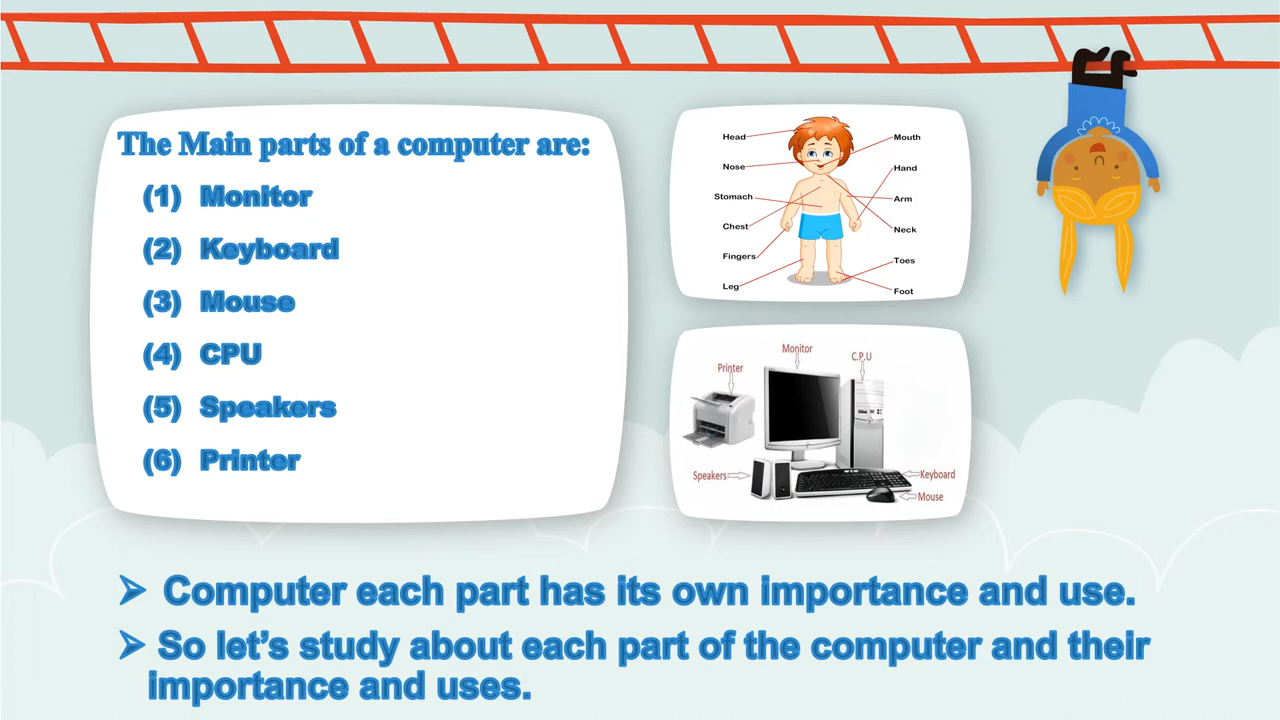 The Main parts of a computer are:
(1) Monitor
(2) Keyboard
(3) Mouse
(4) CPU
(5) Speakers
(6) Printer
Head
Nose
Stomach
Chest
Fingers
Leg
Mouth
Hand
Arm
Neck
Toes
Foot
Monitor
C.P.U
Printer
Speakers
Keyboard
Mouse
➢ Computer each part has its own importance and use.
➢ So let’s study about each part of the computer and their
importance and uses.